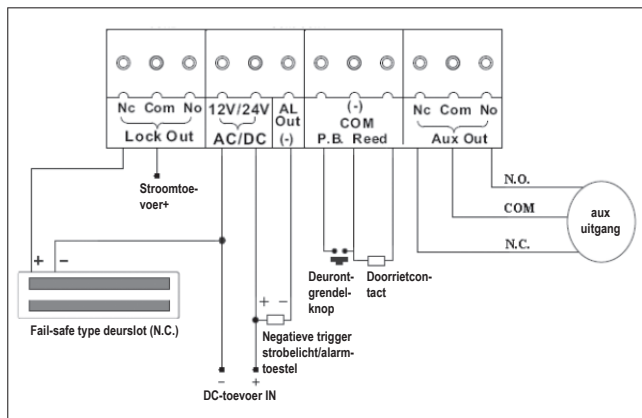 Nc Com No
Lock Out
12V/24V
AC/DC
AL
Out
(-)
(-)
COM
P.B. Reed
Nc Com No
Aux Out
Stroomtoe-
voer+
N.O.
COM
N.C.
aux
uitgang
+ −
Fail-safe type deurslot (N.C.)
Deuront-
grendel-
knop
Doorrietcon-
tact
+ −
Negatieve trigger
strobelicht/alarm-
toestel
− +
DC-toevoer IN